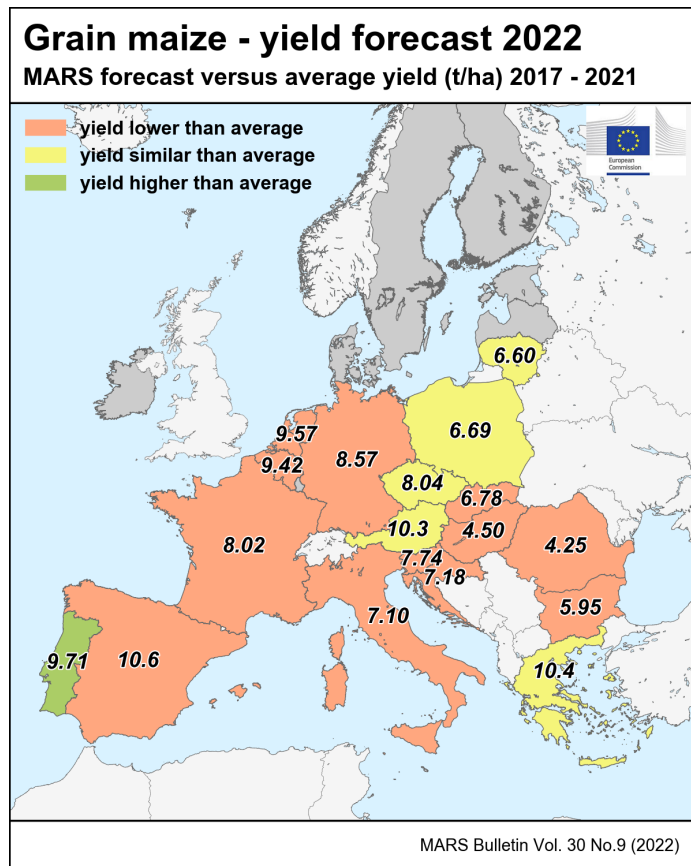 Grain maize - yield forecast 2022
MARS forecast versus average yield (t/ha) 2017 - 2021
yield lower than average
yield similar than average
yield higher than average
European
Commission
6.60
9.57
6.69
9.42
8.57
8.04
6.78
10.3
4.50
8.02
4.25
7.74
7.18
5.95
7.10
9.71
10.6
10.4
MARS Bulletin Vol. 30 No.9 (2022)